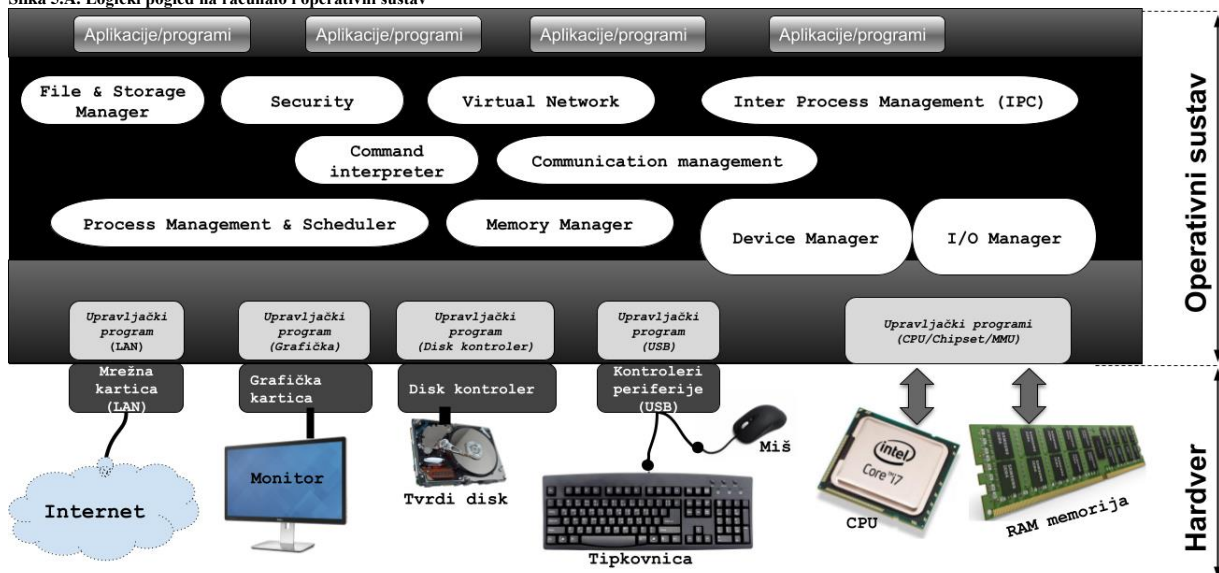 Slika 5.A. Logički pogled na računalo i operativni sustav
Aplikacije/programi
Aplikacije/programi
Aplikacije/programi
Aplikacije/programi
File & Storage
Manager
Security
Virtual Network
Inter Process Management (IPC)
Command
interpreter
Communication management
Process Management & Scheduler
Memory Manager
Device Manager
I/O Manager
Operativni sustav
Upravljački
program
(LAN)
Upravljački
program
(Grafička)
Upravljački
program
(Disk kontroler)
Upravljački
program
(USB)
Upravljački programi
(CPU/Chipset/MMU)
Mrežna
kartica
(LAN)
Grafička
kartica
Disk kontroler
Kontroleri
periferije
(USB)
Internet
Monitor
Tvrdi disk
Miš
Tipkovnica
intel
Core i7
CPU
RAM memorija
Hardver